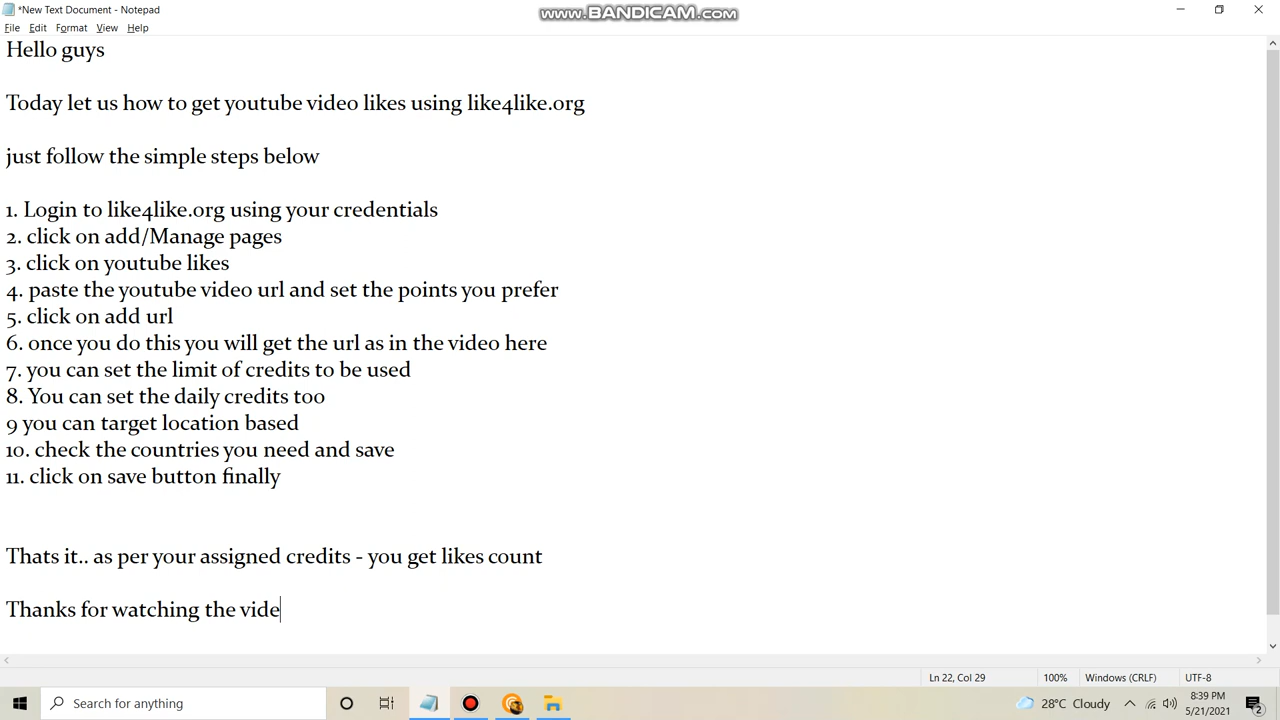 *New Text Document - Notepad
www.BANDICAM.com
File Edit Format View Help
Hello guys
Today let us how to get youtube video likes using like4like.org
just follow the simple steps below
1. Login to like4like.org using your credentials
2. click on add/Manage pages
3. click on youtube likes
4. paste the youtube video url and set the points you prefer
5. click on add url
6. once you do this you will get the url as in the video here
7. you can set the limit of credits to be used
8. You can set the daily credits too
9 you can target location based
10. check the countries you need and save
11. click on save button finally
Thats it.. as per your assigned credits - you get likes count
Thanks for watching the vide
Ln 22, Col 29 100% Windows (CRLF) UTF-8
Search for anything
28°C Cloudy
8:39 PM
5/21/2021
2